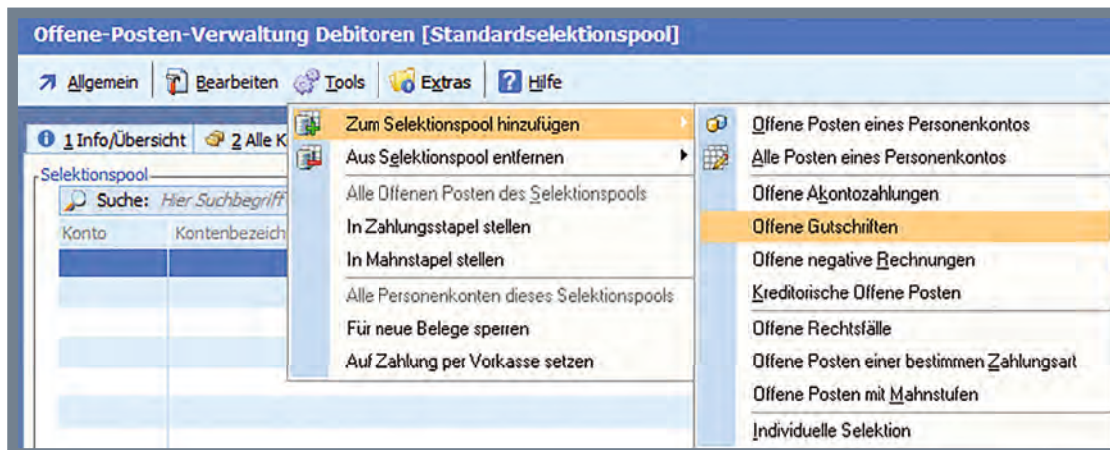 Offene-Posten-Verwaltung Debitoren [Standardselektionspool]
Allgemein Bearbeiten Tools Extras Hilfe
1 Info/Übersicht 2 Alle K
Selektionspool
Suche: Hier Suchbegriff
Konto Kontenbezeich
Zum Selektionspool hinzufügen
Aus Selektionspool entfernen
Alle Offenen Posten des Selektionspools
In Zahlungsstapel stellen
In Mahnstapel stellen
Alle Personenkonten dieses Selektionspools
Für neue Belege sperren
Auf Zahlung per Vorkasse setzen
Offene Posten eines Personenkontos
Alle Posten eines Personenkontos
Offene Akontozahlungen
Offene Gutschriften
Offene negative Rechnungen
Kreditorische Offene Posten
Offene Rechtsfälle
Offene Posten einer bestimmen Zahlungsart
Offene Posten mit Mahnstufen
Individuelle Selektion